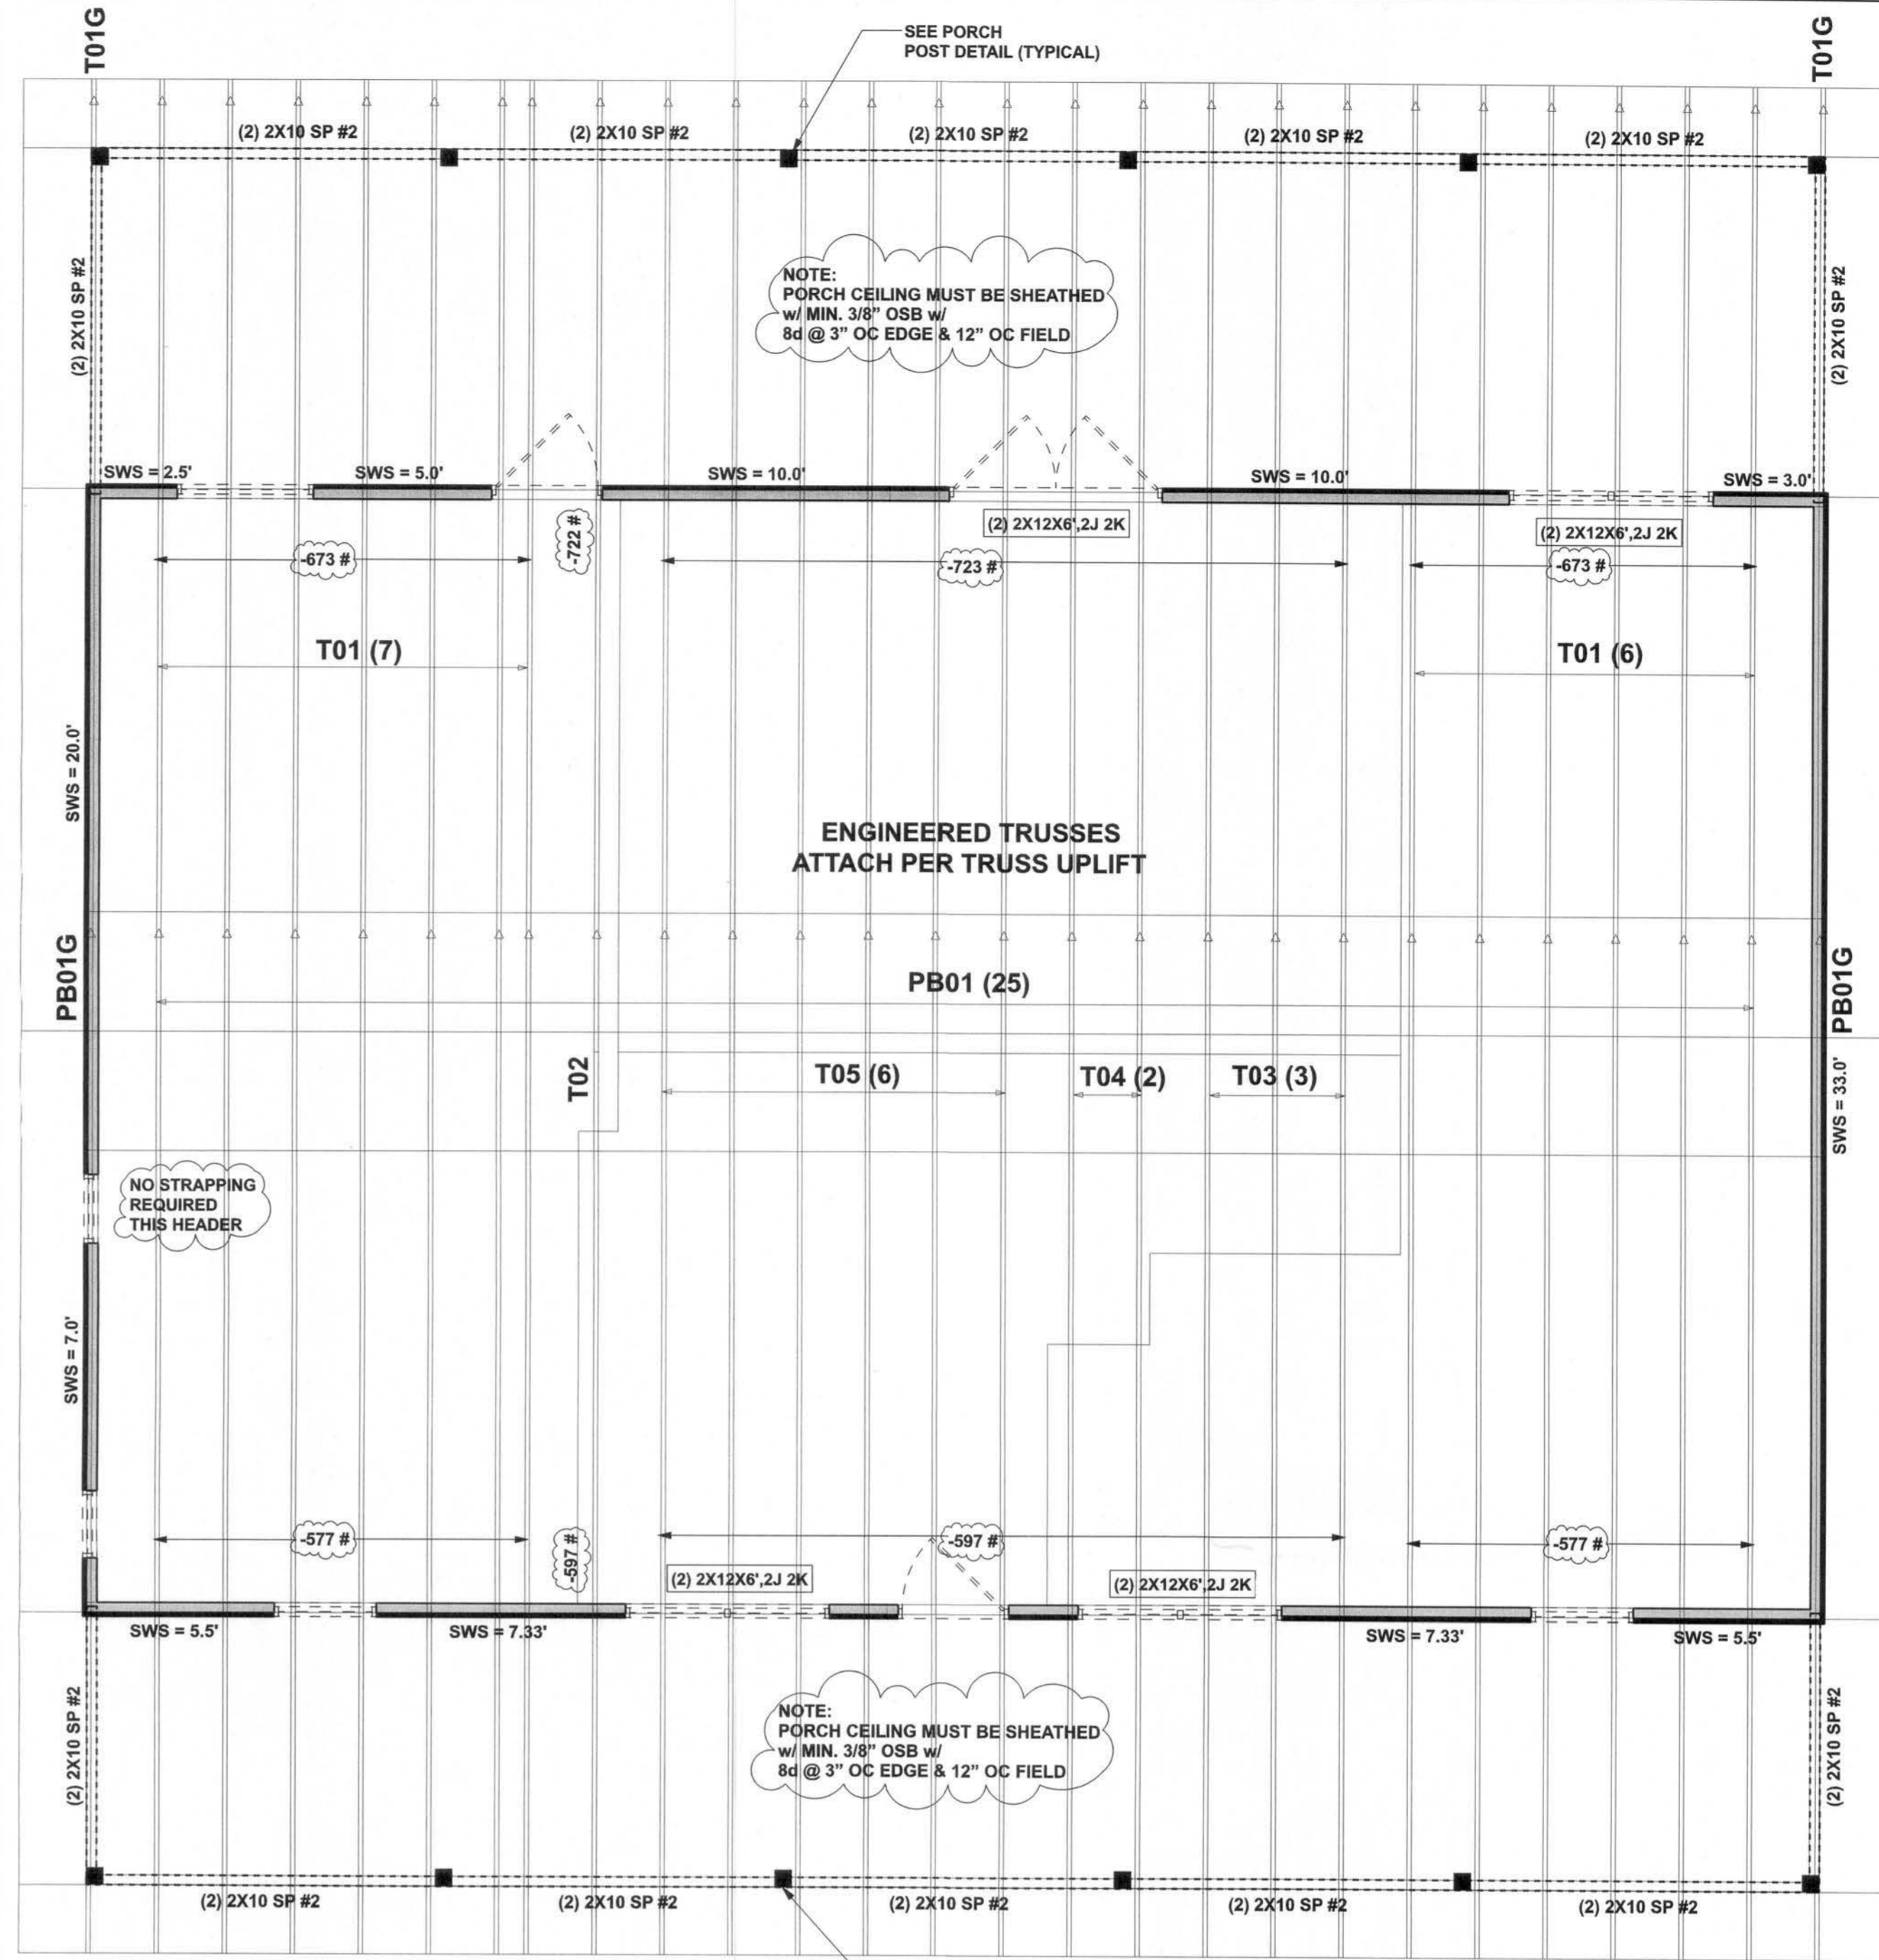 T01G
SEE PORCH
POST DETAIL (TYPICAL)
T01G
(2) 2X10 SP #2
(2) 2X10 SP #2
(2) 2X10 SP #2
(2) 2X10 SP #2
(2) 2X10 SP #2
(2) 2X10 SP #2
NOTE:
PORCH CEILING MUST BE SHEATHED
w/ MIN. 3/8" OSB w/
8d @ 3" OC EDGE & 12" OC FIELD
(2) 2X10 SP #2
SWS = 2.5'
SWS = 5.0'
SWS = 10.0'
SWS = 10.0'
SWS = 3.0'
-722 #
(2) 2X12X6',2J 2K
(2) 2X12X6',2J 2K
-673 #
-723 #
-673 #
T01 (7)
T01 (6)
SWS = 20.0'
ENGINEERED TRUSSES
ATTACH PER TRUSS UPLIFT
PB01G
PB01 (25)
PB01G
T02
T05 (6)
T04 (2)
T03 (3)
SWS = 33.0'
NO STRAPPING
REQUIRED
THIS HEADER
SWS = 7.0'
-577 #
-597 #
-597 #
-577 #
(2) 2X12X6',2J 2K
(2) 2X12X6',2J 2K
SWS = 5.5'
SWS = 7.33'
SWS = 7.33'
SWS = 5.5'
(2) 2X10 SP #2
NOTE:
PORCH CEILING MUST BE SHEATHED
w/ MIN. 3/8" OSB w/
8d @ 3" OC EDGE & 12" OC FIELD
(2) 2X10 SP #2
(2) 2X10 SP #2
(2) 2X10 SP #2
(2) 2X10 SP #2
(2) 2X10 SP #2
(2) 2X10 SP #2